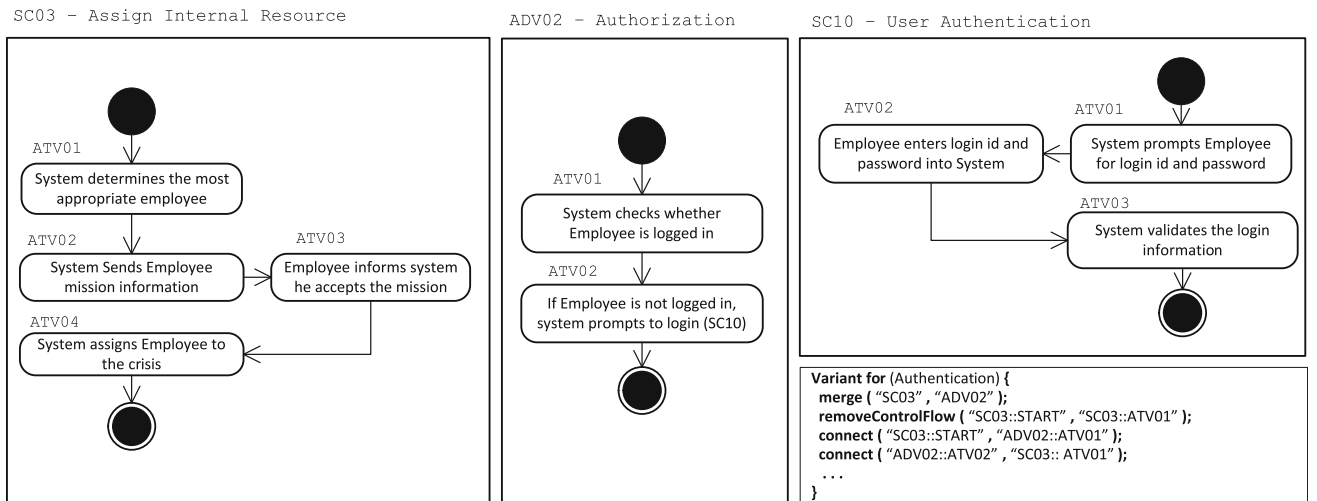 SC03 - Assign Internal Resource
ATV01
System determines the most
appropriate employee
ATV02
System Sends Employee
mission information
ATV03
Employee informs system
he accepts the mission
ATV04
System assigns Employee to
the crisis
ADV02 - Authorization
ATV01
System checks whether
Employee is logged in
ATV02
If Employee is not logged in,
system prompts to login (SC10)
SC10 - User Authentication
ATV01
System prompts Employee
for login id and password
ATV02
Employee enters login id and
password into System
ATV03
System validates the login
information
Variant for (Authentication) {
merge ( “SC03” , “ADV02” );
removeControlFlow ( “SC03::START” , “SC03::ATV01” );
connect ( “SC03::START” , “ADV02::ATV01” );
connect ( “ADV02::ATV02” , “SC03:: ATV01” );
...
}